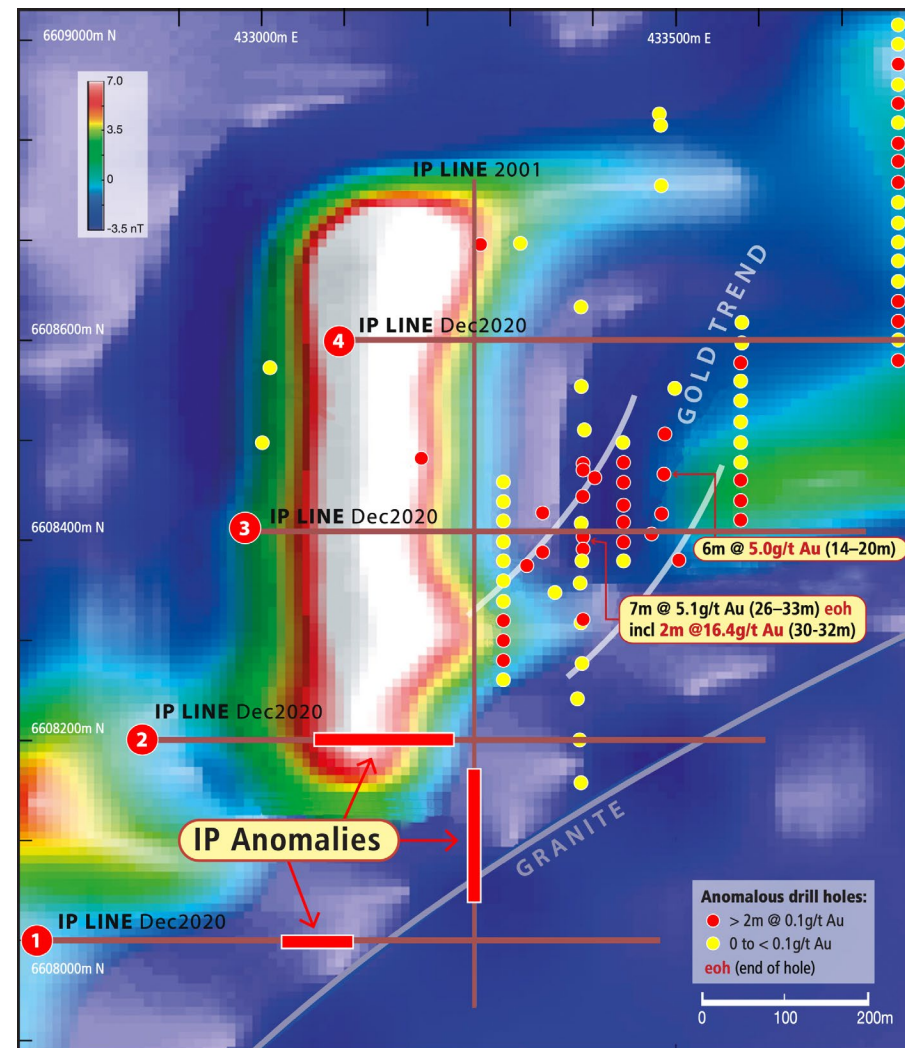 6609000m N
433000m E
433500m E
7.0
3.5
0
-3.5 nT
IP LINE 2001
GOLD TREND
6608600m N
IP LINE Dec2020
4
IP LINE Dec2020
3
6608400m N
6m @ 5.0g/t Au (14–20m)
7m @ 5.1g/t Au (26–33m) eoh
incl 2m @16.4g/t Au (30-32m)
IP LINE Dec2020
6608200m N
2
IP Anomalies
GRANITE
IP LINE Dec2020
1
6608000m N
Anomalous drill holes:
> 2m @ 0.1g/t Au
0 to < 0.1g/t Au
eoh (end of hole)
0 100 200m